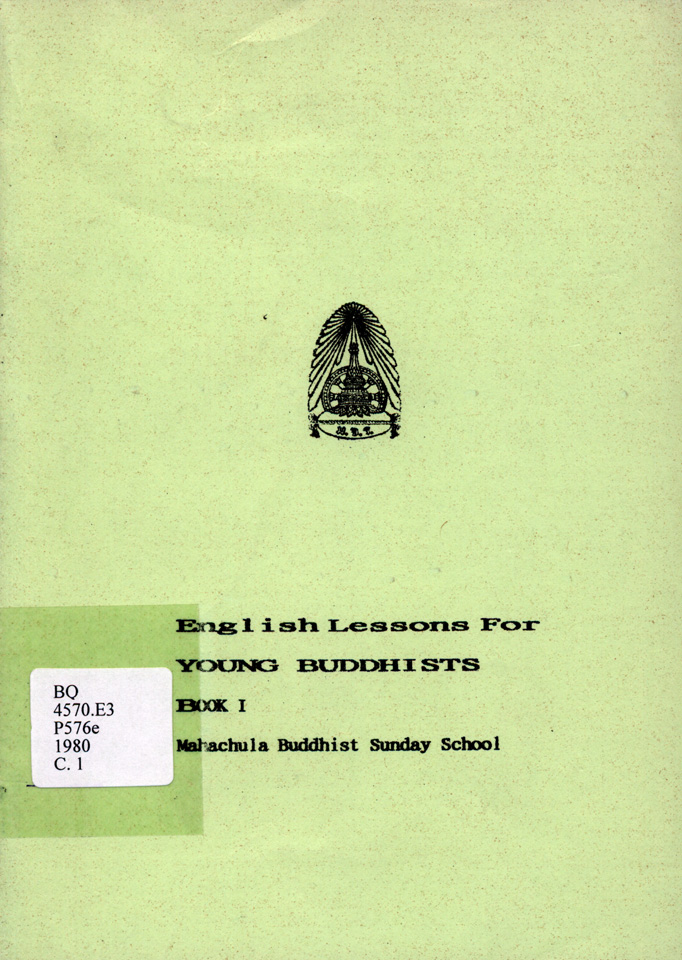 English Lessons For
YOUNG BUDDHISTS
BOOK I
Mahachula Buddhist Sunday School
BQ
4570.E3
P576e
1980
C. 1